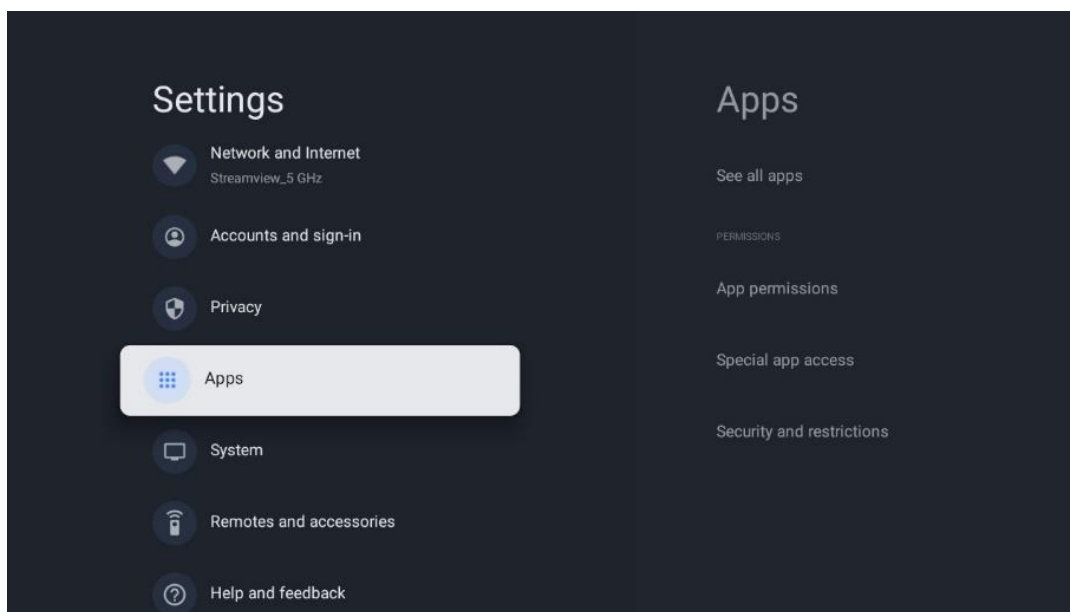 Settings
Network and Internet
Streamview_5 GHz
Accounts and sign-in
Privacy
Apps
System
Remotes and accessories
Help and feedback
Apps
See all apps
PERMISSIONS
App permissions
Special app access
Security and restrictions